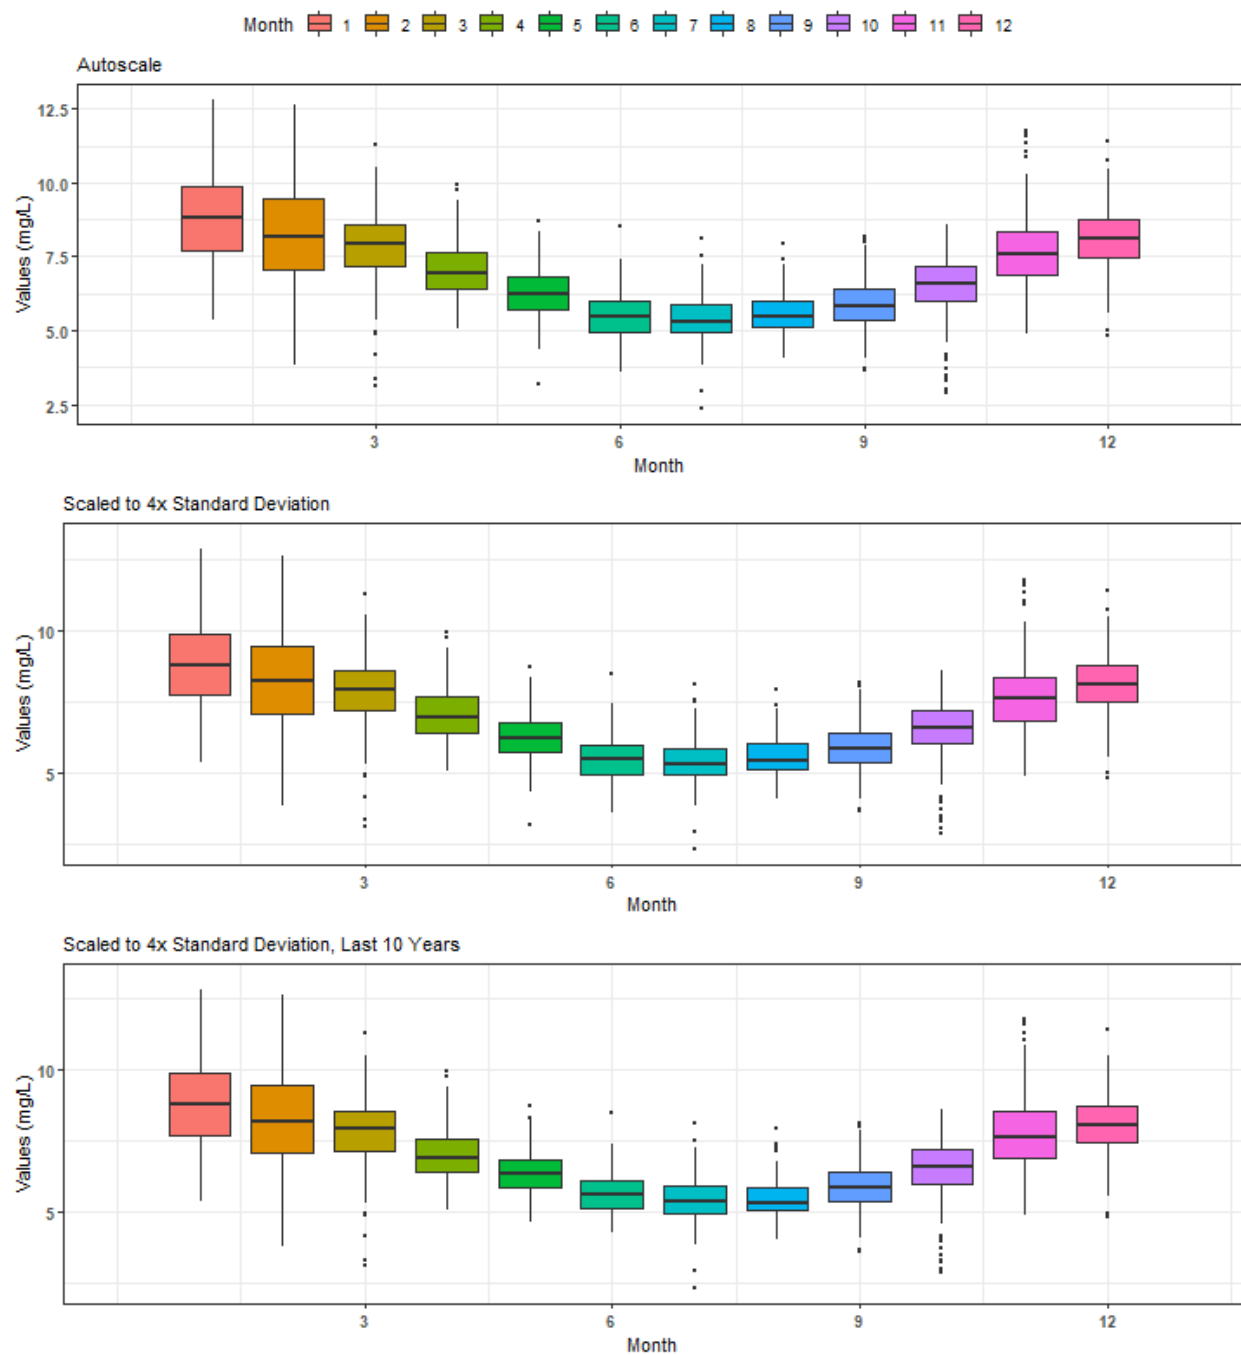 Month 1 2 3 4 5 6 7 8 9 10 11 12
Autoscale
Values (mg/L)
12.5
10.0
7.5
5.0
2.5
3 6 9 12
Month
Scaled to 4x Standard Deviation
Values (mg/L)
10
5
3 6 9 12
Month
Scaled to 4x Standard Deviation, Last 10 Years
Values (mg/L)
10
5
3 6 9 12
Month